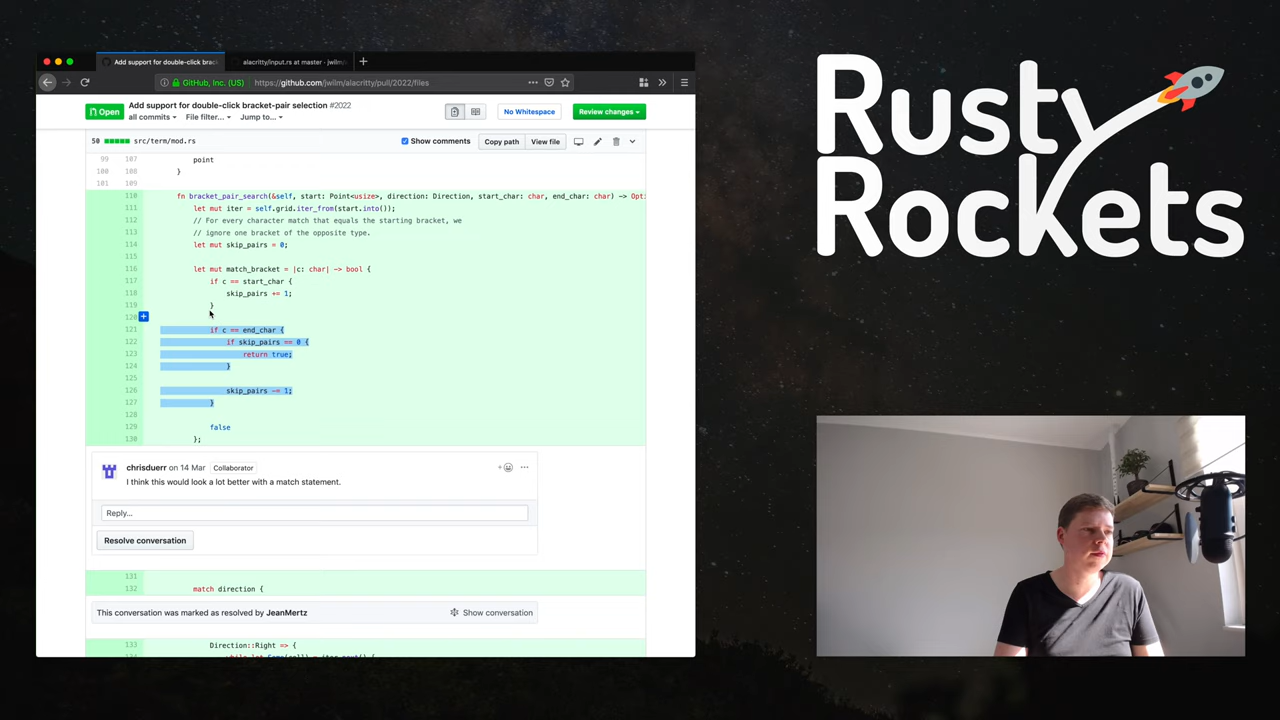 Add support for double-click brac
alacritty/input.rs at master · jwilm/
GitHub, Inc. (US)
https://github.com/jwilm/alacritty/pull/2022/files
Open
Add support for double-click bracket-pair selection #2022
all commits
File filter...
Jump to...
No Whitespace
Review changes
50
src/term/mod.rs
Show comments
Copy path
View file
99 107 point
100 108 }
101 109
110 fn bracket_pair_search(&self, start: Point<usize>, direction: Direction, start_char: char, end_char: char) -> Opti
111 let mut iter = self.grid.iter_from(start.into());
112 // For every character match that equals the starting bracket, we
113 // ignore one bracket of the opposite type.
114 let mut skip_pairs = 0;
115
116 let mut match_bracket = |c: char| -> bool {
117 if c == start_char {
118 skip_pairs += 1;
119 }
120
121 if c == end_char {
122 if skip_pairs == 0 {
123 return true;
124 }
125
126 skip_pairs -= 1;
127 }
128
129 false
130 };
chrisduerr on 14 Mar Collaborator
I think this would look a lot better with a match statement.
Reply...
Resolve conversation
131
132 match direction {
This conversation was marked as resolved by JeanMertz
Show conversation
133 Direction::Right => {
Rusty
Rockets